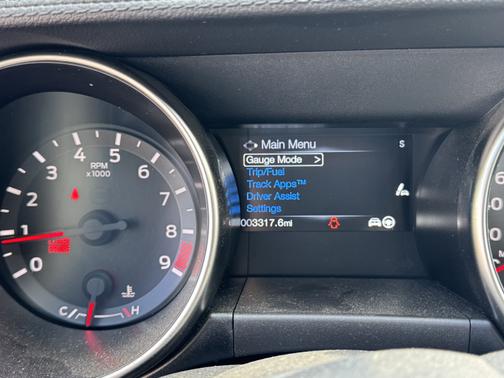 Main Menu
S
Gauge Mode >
Trip/Fuel
Track Apps™
Driver Assist
Settings
003317.6mi
0
1
2
3
4
5
6
7
8
9
RPM
x1000
C
H